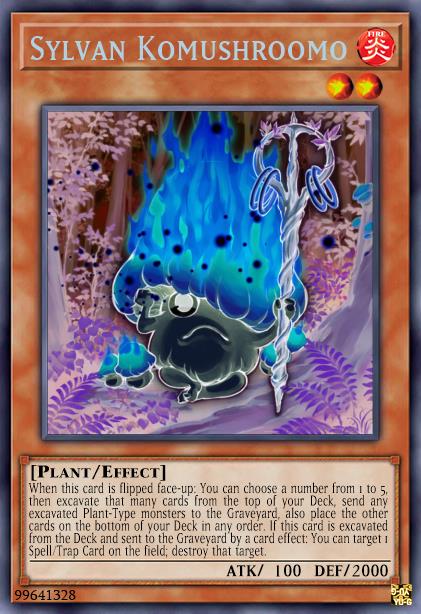 SYLVAN KOMUSHROOMO
FIRE
炎
[PLANT/EFFECT]
When this card is flipped face-up: You can choose a number from 1 to 5,
then excavate that many cards from the top of your Deck, send any
excavated Plant-Type monsters to the Graveyard, also place the other
cards on the bottom of your Deck in any order. If this card is excavated
from the Deck and sent to the Graveyard by a card effect: You can target 1
Spell/Trap Card on the field; destroy that target.
ATK/ 100 DEF/2000
99641328